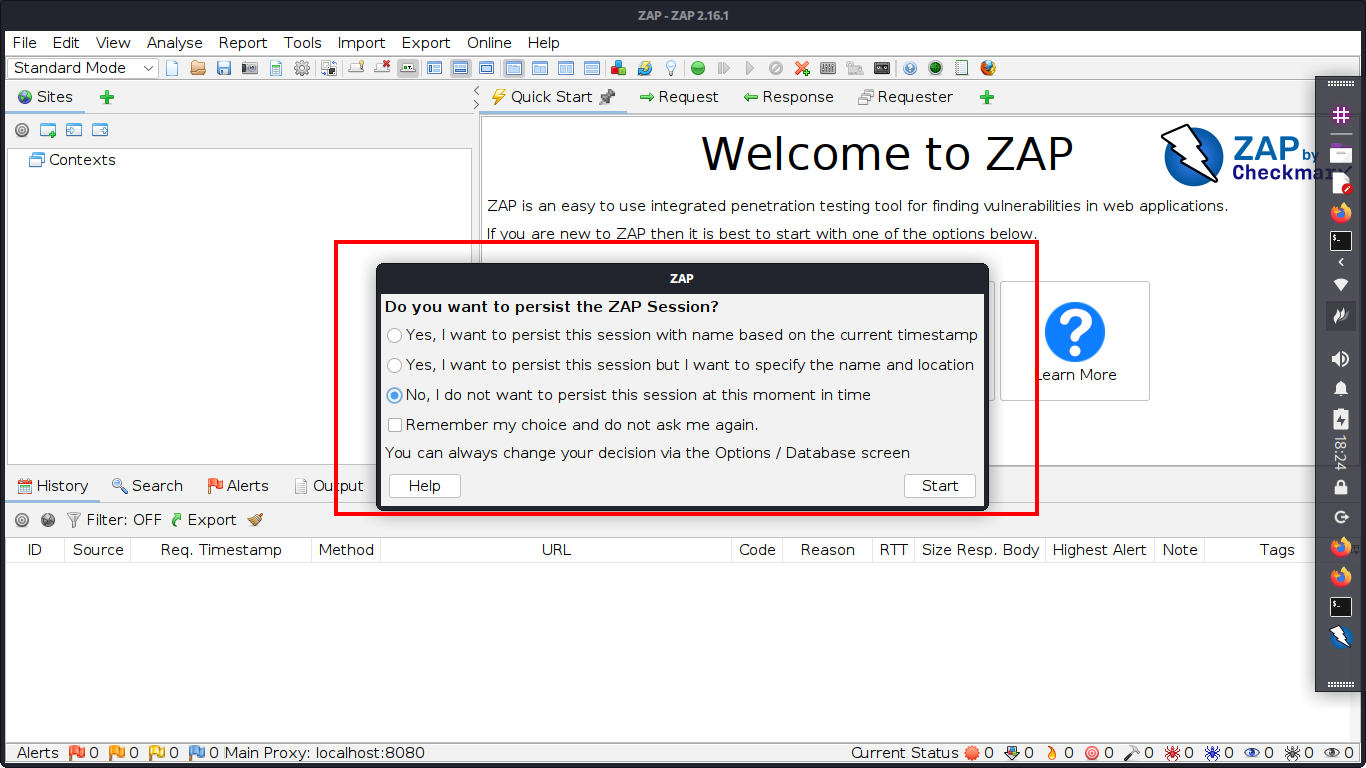 ZAP - ZAP 2.16.1
File Edit View Analyse Report Tools Import Export Online Help
Standard Mode
Sites
Quick Start Request Response Requester
Contexts
Welcome to ZAP
ZAP by
Checkmarx
ZAP is an easy to use integrated penetration testing tool for finding vulnerabilities in web applications.
If you are new to ZAP then it is best to start with one of the options below.
Learn More
ZAP
Do you want to persist the ZAP Session?
Yes, I want to persist this session with name based on the current timestamp
Yes, I want to persist this session but I want to specify the name and location
No, I do not want to persist this session at this moment in time
Remember my choice and do not ask me again.
You can always change your decision via the Options / Database screen
Help Start
History Search Alerts Output
Filter: OFF Export
ID Source Req. Timestamp Method URL Code Reason RTT Size Resp. Body Highest Alert Note Tags
18:24
Alerts 0 0 0 0 Main Proxy: localhost:8080 Current Status 0 0 0 0 0 0 0 0 0 0